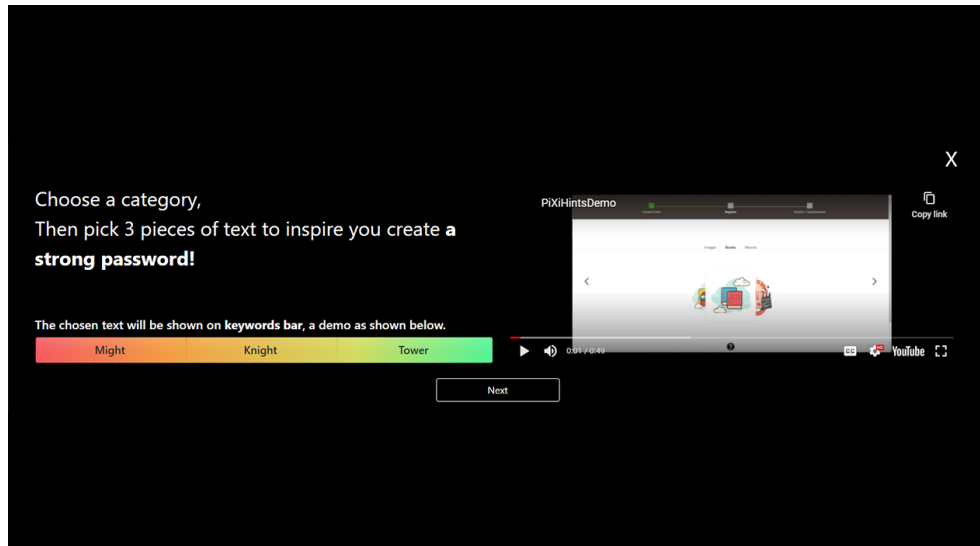 X
Choose a category,
Then pick 3 pieces of text to inspire you create a
strong password!
The chosen text will be shown on keywords bar, a demo as shown below.
Might Knight Tower
PiXiHintsDemo
Copy link
Register
Images Books Movies
?
0:01 / 0:49
CC
HD
YouTube
Next